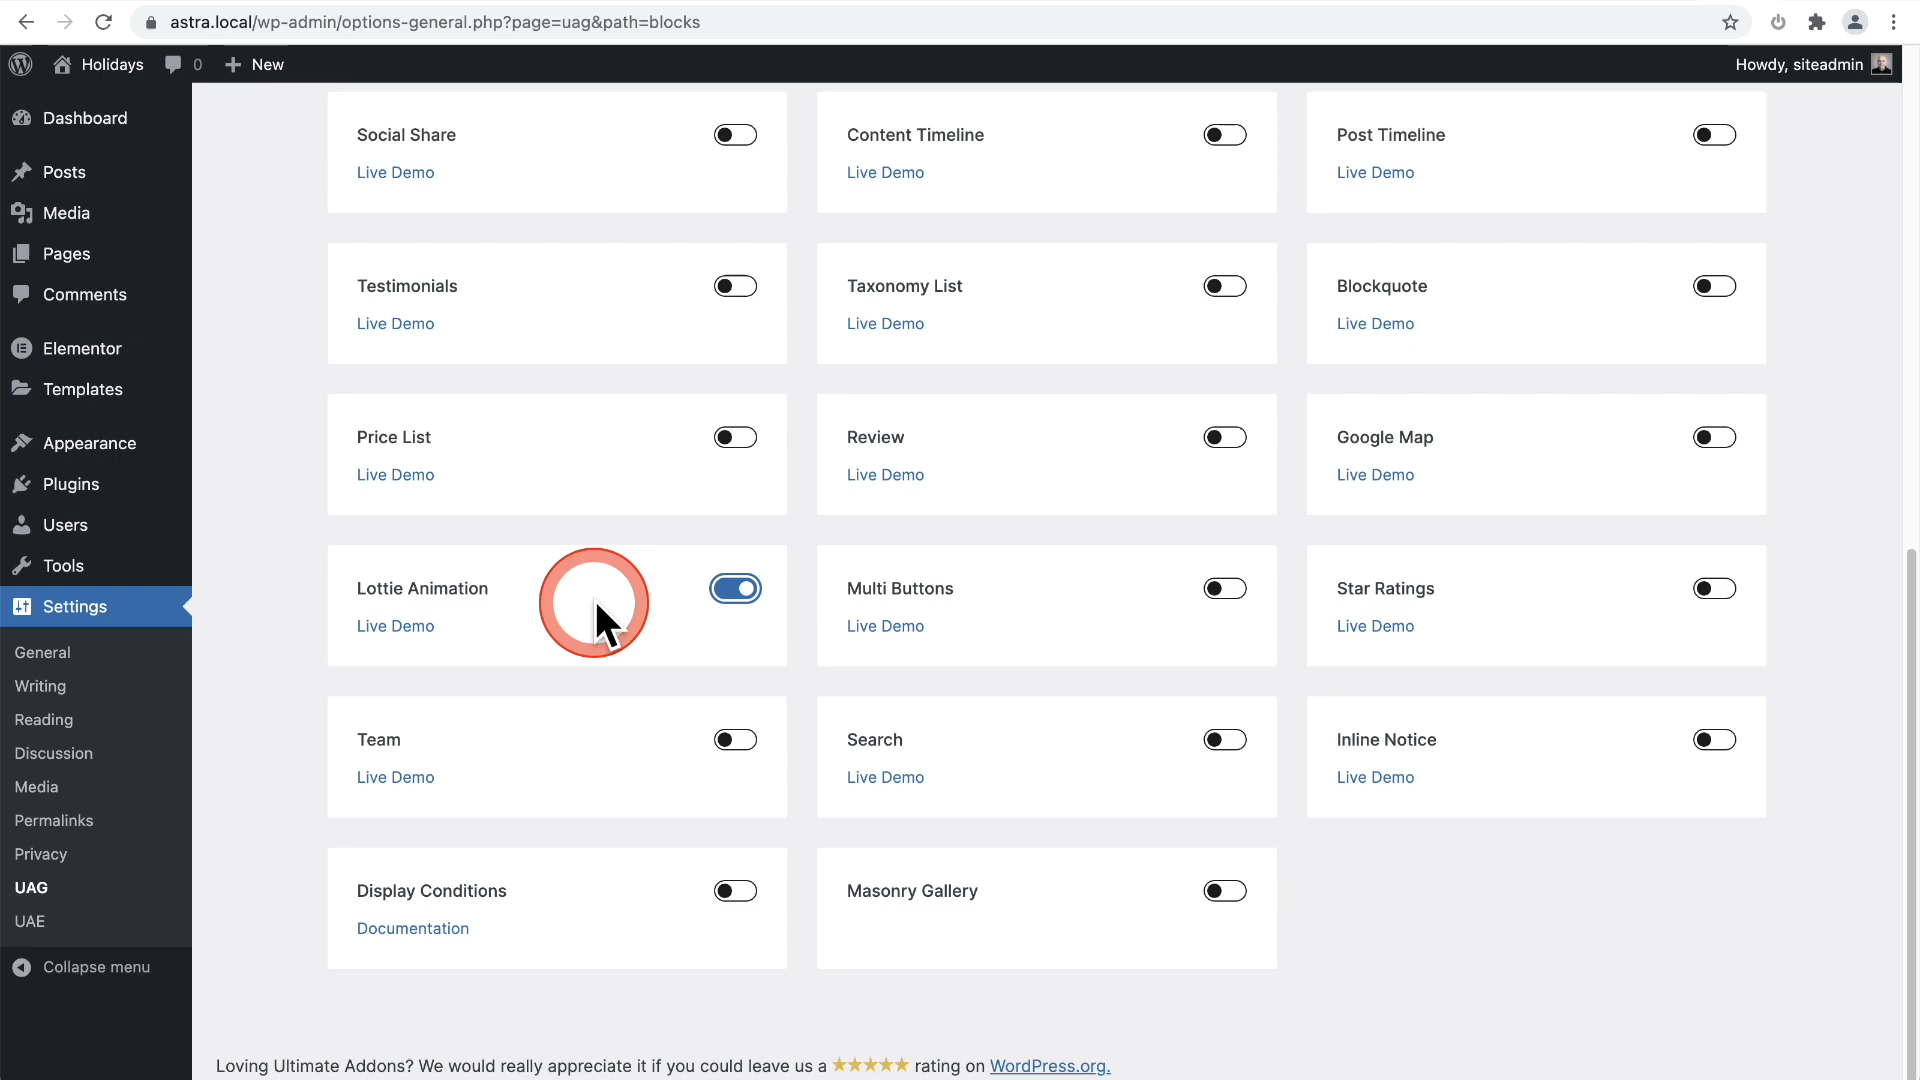 astra.local/wp-admin/options-general.php?page=uag&path=blocks
Holidays 0 New Howdy, siteadmin
Dashboard
Posts
Media
Pages
Comments
Elementor
Templates
Appearance
Plugins
Users
Tools
Settings
General
Writing
Reading
Discussion
Media
Permalinks
Privacy
UAG
UAE
Collapse menu
Social Share
Live Demo
Content Timeline
Live Demo
Post Timeline
Live Demo
Testimonials
Live Demo
Taxonomy List
Live Demo
Blockquote
Live Demo
Price List
Live Demo
Review
Live Demo
Google Map
Live Demo
Lottie Animation
Live Demo
Multi Buttons
Live Demo
Star Ratings
Live Demo
Team
Live Demo
Search
Live Demo
Inline Notice
Live Demo
Display Conditions
Documentation
Masonry Gallery
Loving Ultimate Addons? We would really appreciate it if you could leave us a ★★★★★ rating on WordPress.org.